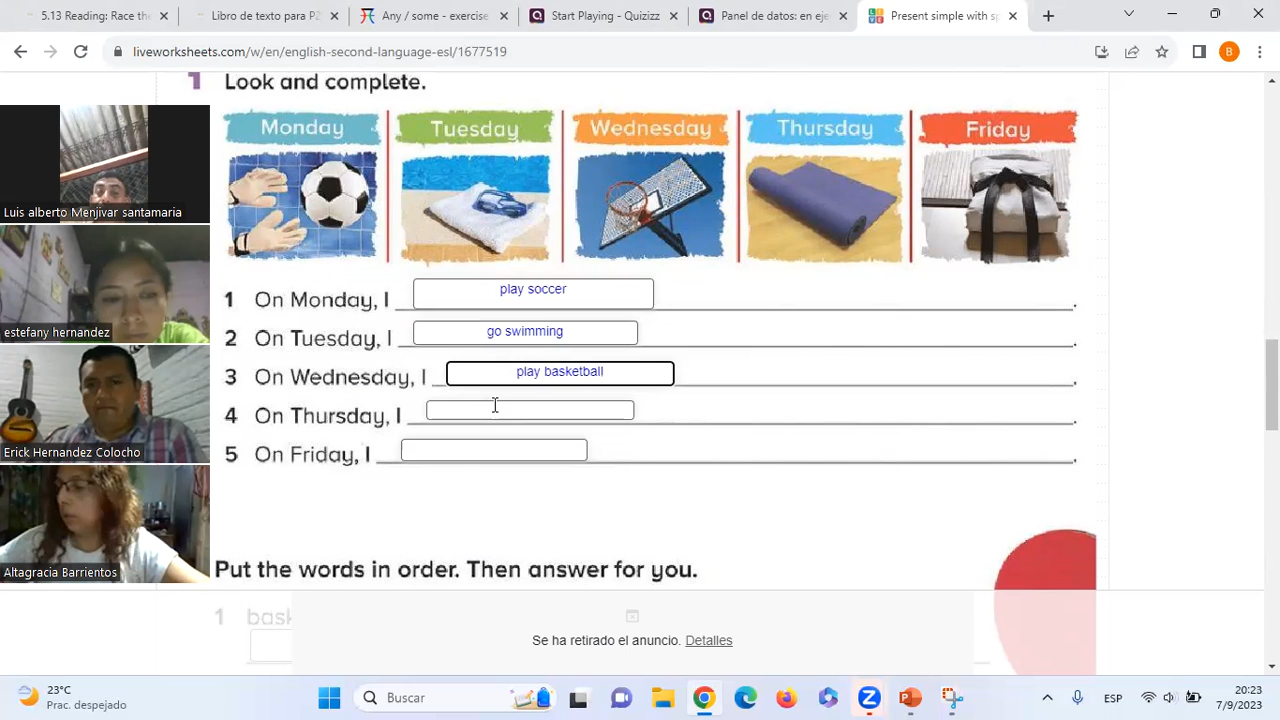 5.13 Reading: Race the
Libro de texto para P2
Any / some: exercise
Start Playing - Quizizz
Panel de datos: en eje
Present simple with sp
liveworksheets.com/w/en/english-second-language-esl/1677519
B
1 Look and complete.
Monday
Tuesday
Wednesday
Thursday
Friday
Luis alberto Menjivar santamaria
estefany hernandez
Erick Hernandez Colocho
Altagracia Barrientos
1 On Monday, I play soccer.
2 On Tuesday, I go swimming.
3 On Wednesday, I play basketball.
4 On Thursday, I .
5 On Friday, I .
Put the words in order. Then answer for you.
1 bask
Se ha retirado el anuncio. Detalles
23°C
Prac. despejado
Buscar
ESP
20:23
7/9/2023